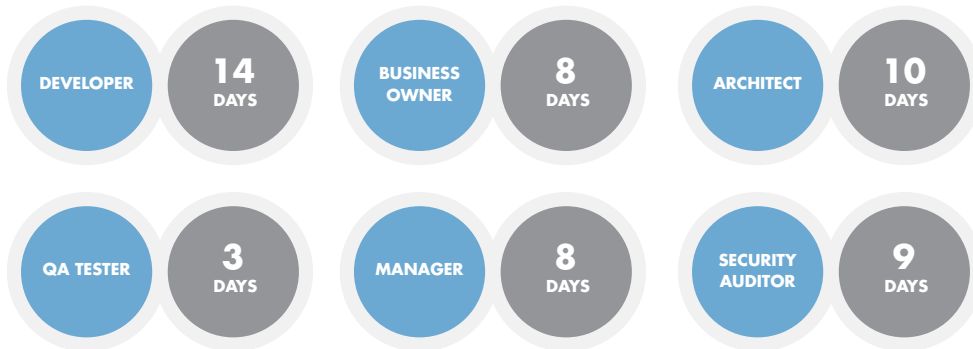 DEVELOPER
14
DAYS
BUSINESS
OWNER
8
DAYS
ARCHITECT
10
DAYS
QA TESTER
3
DAYS
MANAGER
8
DAYS
SECURITY
AUDITOR
9
DAYS